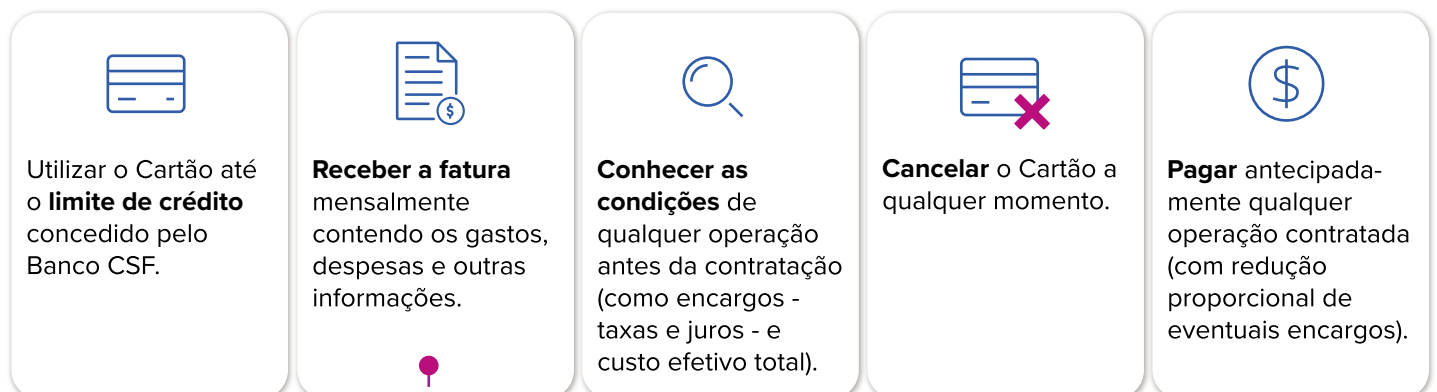 Utilizar o Cartão até
o limite de crédito
concedido pelo
Banco CSF.
Receber a fatura
mensalmente
contendo os gastos,
despesas e outras
informações.
Conhecer as
condições de
qualquer operação
antes da contratação
(como encargos -
taxas e juros - e
custo efetivo total).
Cancelar o Cartão a
qualquer momento.
Pagar antecipada-
mente qualquer
operação contratada
(com redução
proporcional de
eventuais encargos).